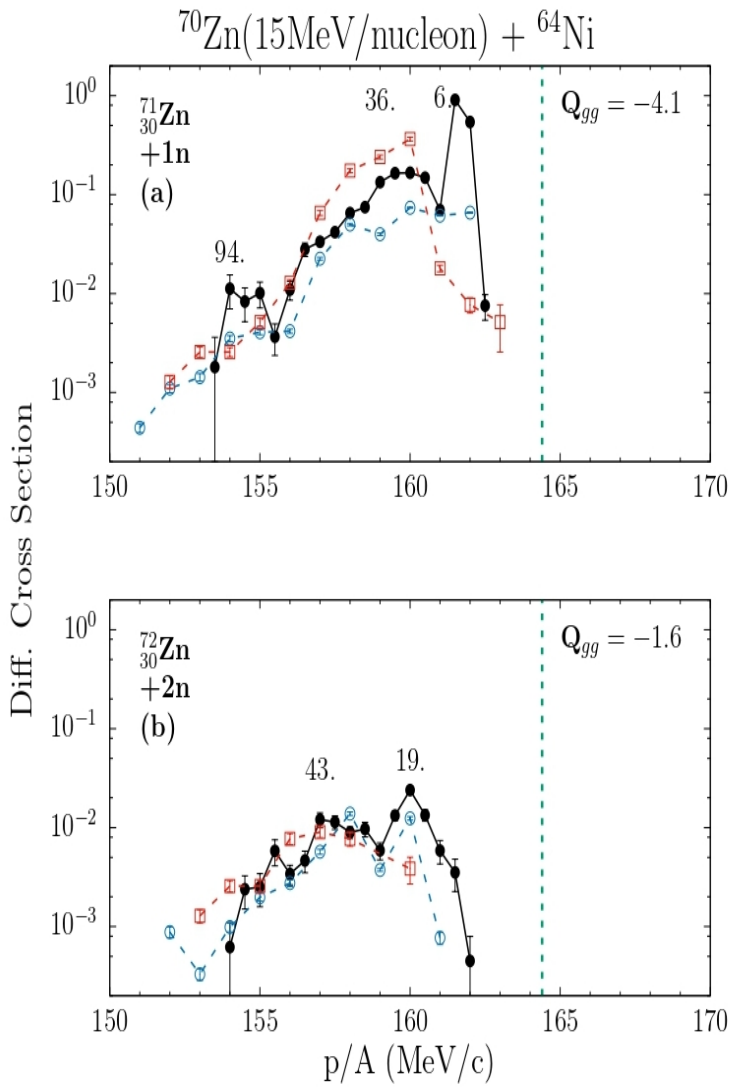 ⁷⁰Zn(15MeV/nucleon) + ⁶⁴Ni
Diff. Cross Section
10⁰
10⁻¹
10⁻²
10⁻³
⁷¹₃₀Zn
+1n
(a)
94.
36.
6.
Q_gg = −4.1
150 155 160 165 170
10⁰
10⁻¹
10⁻²
10⁻³
⁷²₃₀Zn
+2n
(b)
43.
19.
Q_gg = −1.6
150 155 160 165 170
p/A (MeV/c)